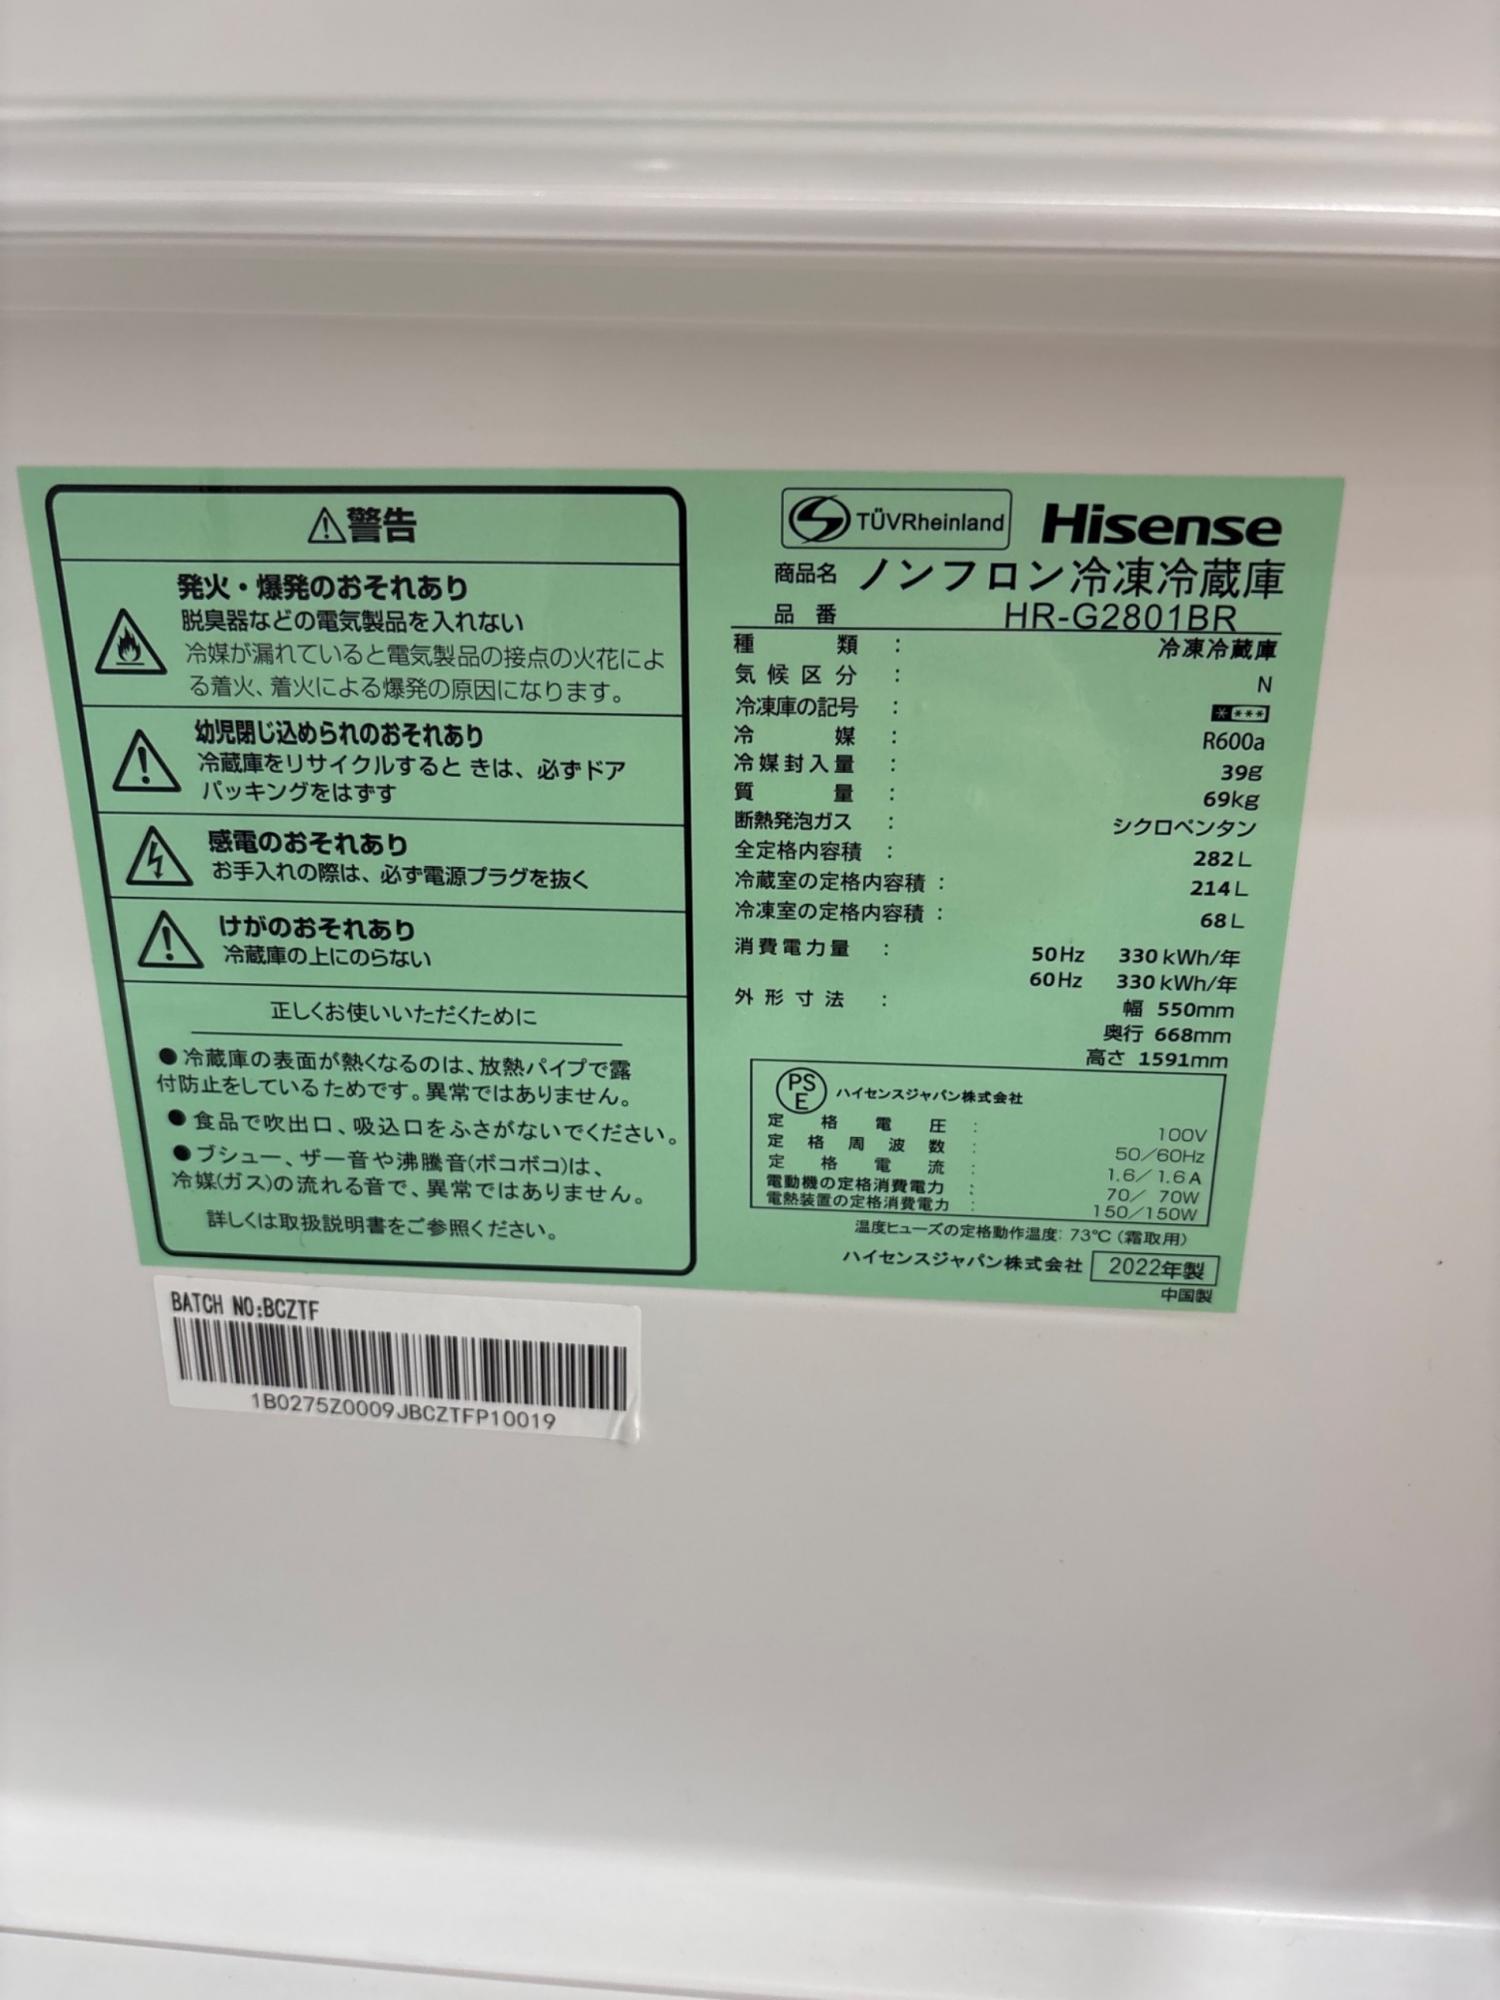 警告
発火・爆発のおそれあり
脱臭器などの電気製品を入れない
冷媒が漏れていると電気製品の接点の火花によ
る着火、着火による爆発の原因になります。
幼児閉じ込められのおそれあり
冷蔵庫をリサイクルすると きは、必ずドア
パッキングをはずす
感電のおそれあり
お手入れの際は、必ず電源プラグを抜く
けがのおそれあり
冷蔵庫の上にのらない
正しくお使いいただくために
●冷蔵庫の表面が熱くなるのは、放熱パイプで露
付防止をしているためです。異常ではありません。
●食品で吹出口、吸込口をふさがないでください。
●ブシュー、ザー音や沸騰音(ボコボコ)は、
冷媒(ガス)の流れる音で、異常ではありません。
詳しくは取扱説明書をご参照ください。
TÜVRheinland Hisense
商品名 ノンフロン冷凍冷蔵庫
品番 HR-G2801BR
種類 : 冷凍冷蔵庫
気候区分 : N
冷凍庫の記号 : * ***
冷媒 : R600a
冷媒封入量 : 39g
質量 : 69kg
断熱発泡ガス : シクロペンタン
全定格内容積 : 282L
冷蔵室の定格内容積 : 214L
冷凍室の定格内容積 : 68L
消費電力量 : 50Hz 330kWh/年
60Hz 330kWh/年
外形寸法 : 幅 550mm
奥行 668mm
高さ 1591mm
PSE ハイセンスジャパン株式会社
定格電圧 : 100V
定格周波数 : 50/60Hz
定格電流 : 1.6/1.6A
電動機の定格消費電力 : 70/ 70W
電熱装置の定格消費電力 : 150/150W
温度ヒューズの定格動作温度: 73℃(霜取用)
ハイセンスジャパン株式会社 2022年製
中国製
BATCH NO:BCZTF
1B0275Z0009JBCZTFP10019